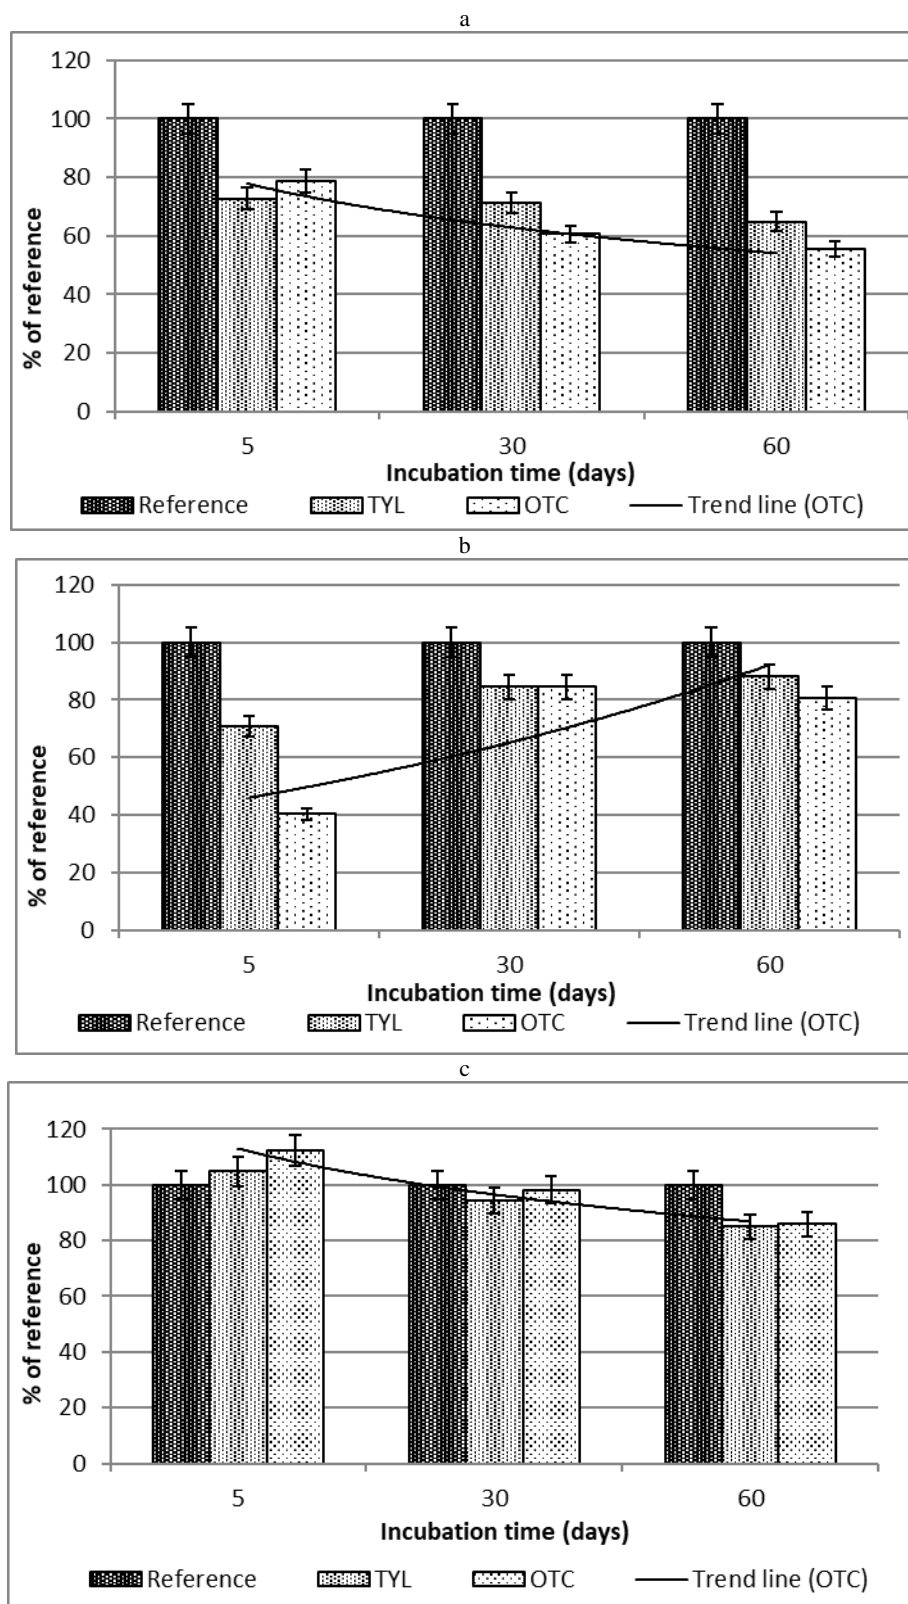 a
120
100
80
60
40
20
0
% of reference
5 30 60
Incubation time (days)
Reference TYL OTC Trend line (OTC)
b
120
100
80
60
40
20
0
% of reference
5 30 60
Incubation time (days)
Reference TYL OTC Trend line (OTC)
c
120
100
80
60
40
20
0
% of reference
5 30 60
Incubation time (days)
Reference TYL OTC Trend line (OTC)